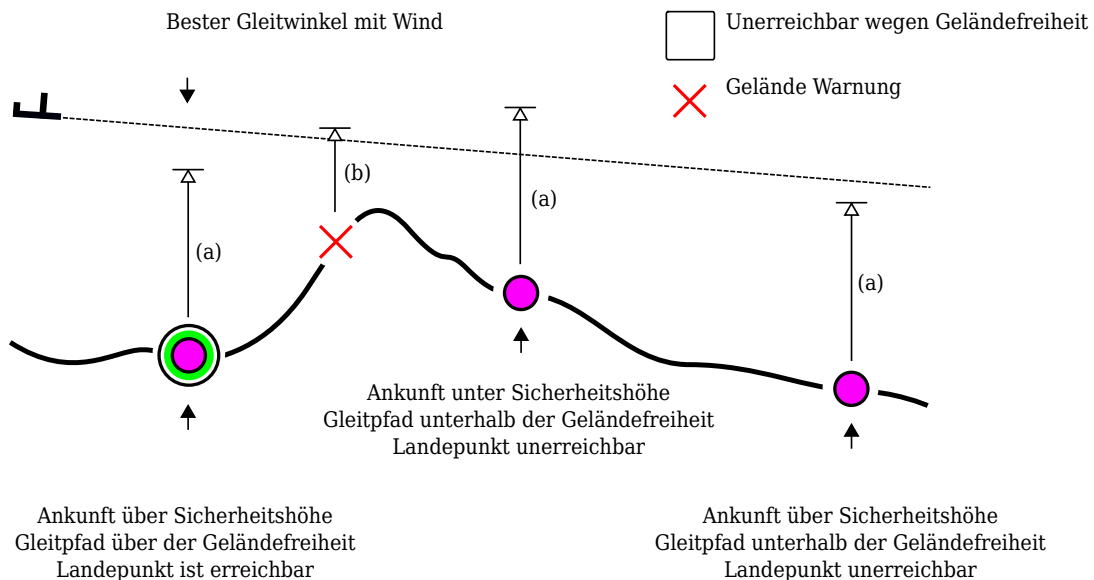 Bester Gleitwinkel mit Wind
Unerreichbar wegen Geländefreiheit
Gelände Warnung
(b)
(a)
(a)
(a)
Ankunft unter Sicherheitshöhe
Gleitpfad unterhalb der Geländefreiheit
Landepunkt unerreichbar
Ankunft über Sicherheitshöhe
Gleitpfad über der Geländefreiheit
Landepunkt ist erreichbar
Ankunft über Sicherheitshöhe
Gleitpfad unterhalb der Geländefreiheit
Landepunkt unerreichbar